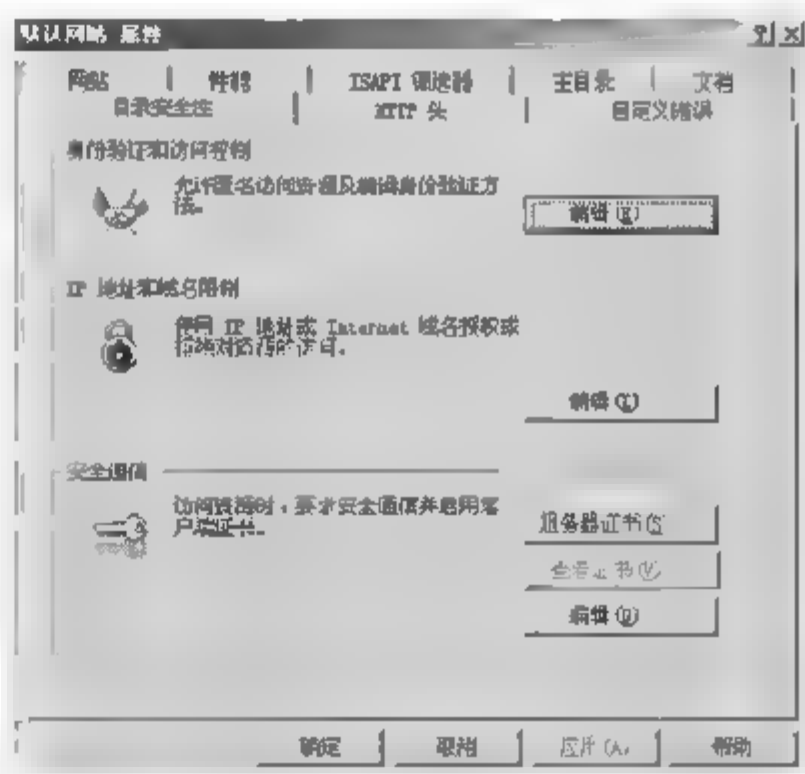 默认网站 属性
网站 性能 ISAPI 筛选器 主目录 文档
目录安全性 HTTP 头 自定义错误
身份验证和访问控制
允许匿名访问资源及编辑身份验证方
法。
编辑(E)
IP 地址和域名限制
使用 IP 地址或 Internet 域名授权或
拒绝对资源的访问。
编辑(I)
安全通信
访问资源时，要求安全通信并启用客
户端证书。
服务器证书(S)
查看证书(V)
编辑(D)
确定 取消 应用(A) 帮助